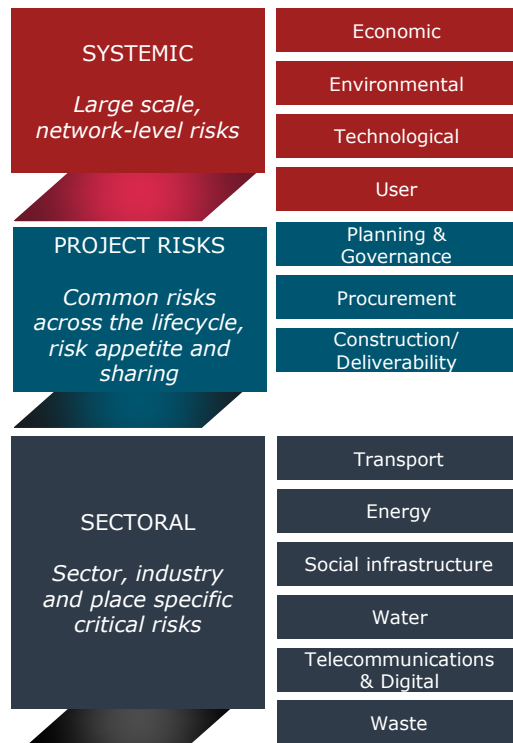 SYSTEMIC
Large scale,
network-level risks
Economic
Environmental
Technological
User
PROJECT RISKS
Common risks
across the lifecycle,
risk appetite and
sharing
Planning &
Governance
Procurement
Construction/
Deliverability
SECTORAL
Sector, industry
and place specific
critical risks
Transport
Energy
Social infrastructure
Water
Telecommunications
& Digital
Waste